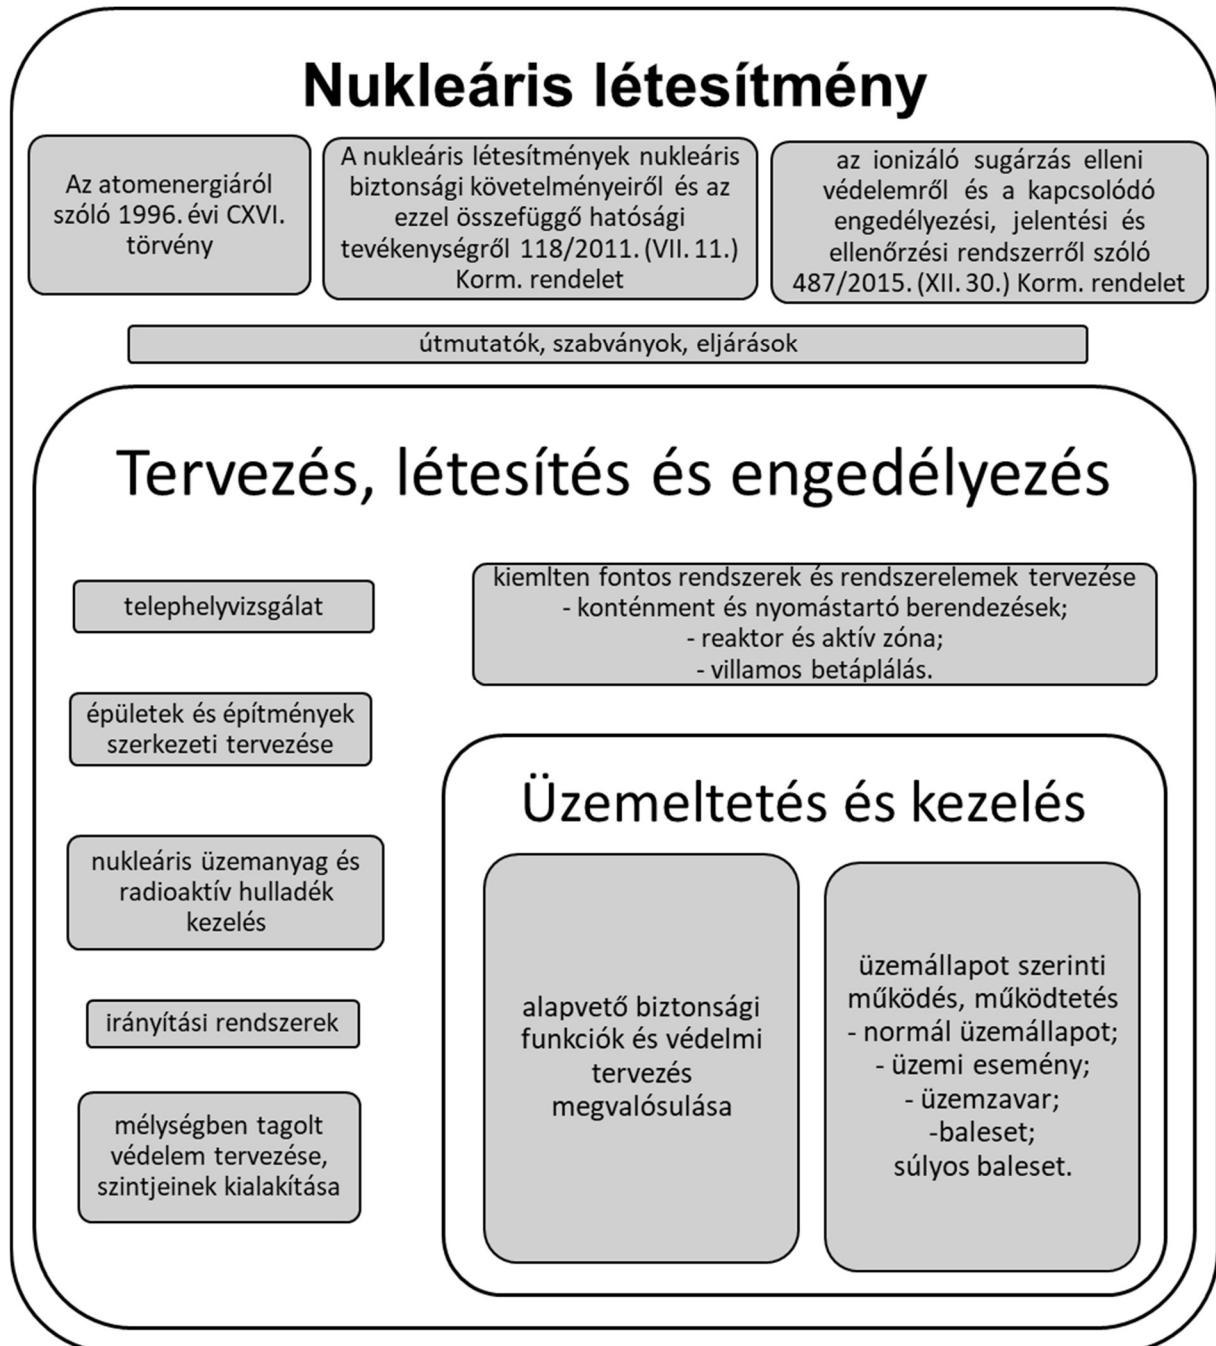 Nukleáris létesítmény
Az atomenergiáról
szóló 1996. évi CXVI.
törvény
A nukleáris létesítmények nukleáris
biztonsági követelményeiről és az
ezzel összefüggő hatósági
tevékenységről 118/2011. (VII. 11.)
Korm. rendelet
az ionizáló sugárzás elleni
védelemről és a kapcsolódó
engedélyezési, jelentési és
ellenőrzési rendszerről szóló
487/2015. (XII. 30.) Korm. rendelet
útmutatók, szabványok, eljárások
Tervezés, létesítés és engedélyezés
telephelyvizsgálat
épületek és építmények
szerkezeti tervezése
nukleáris üzemanyag és
radioaktív hulladék
kezelés
irányítási rendszerek
mélységben tagolt
védelem tervezése,
szintjeinek kialakítása
kiemlten fontos rendszerek és rendszerelemek tervezése
- konténment és nyomástartó berendezések;
- reaktor és aktív zóna;
- villamos betáplálás.
Üzemeltetés és kezelés
alapvető biztonsági
funkciók és védelmi
tervezés
megvalósulása
üzemállapot szerinti
működés, működtetés
- normál üzemállapot;
- üzemi esemény;
- üzemzavar;
-baleset;
súlyos baleset.